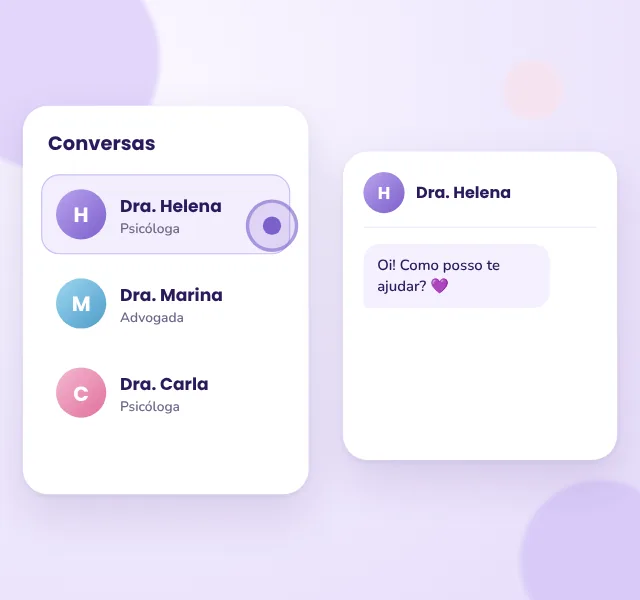 Conversas
H
Dra. Helena
Psicóloga
M
Dra. Marina
Advogada
C
Dra. Carla
Psicóloga
H
Dra. Helena
Oi! Como posso te
ajudar? 💜